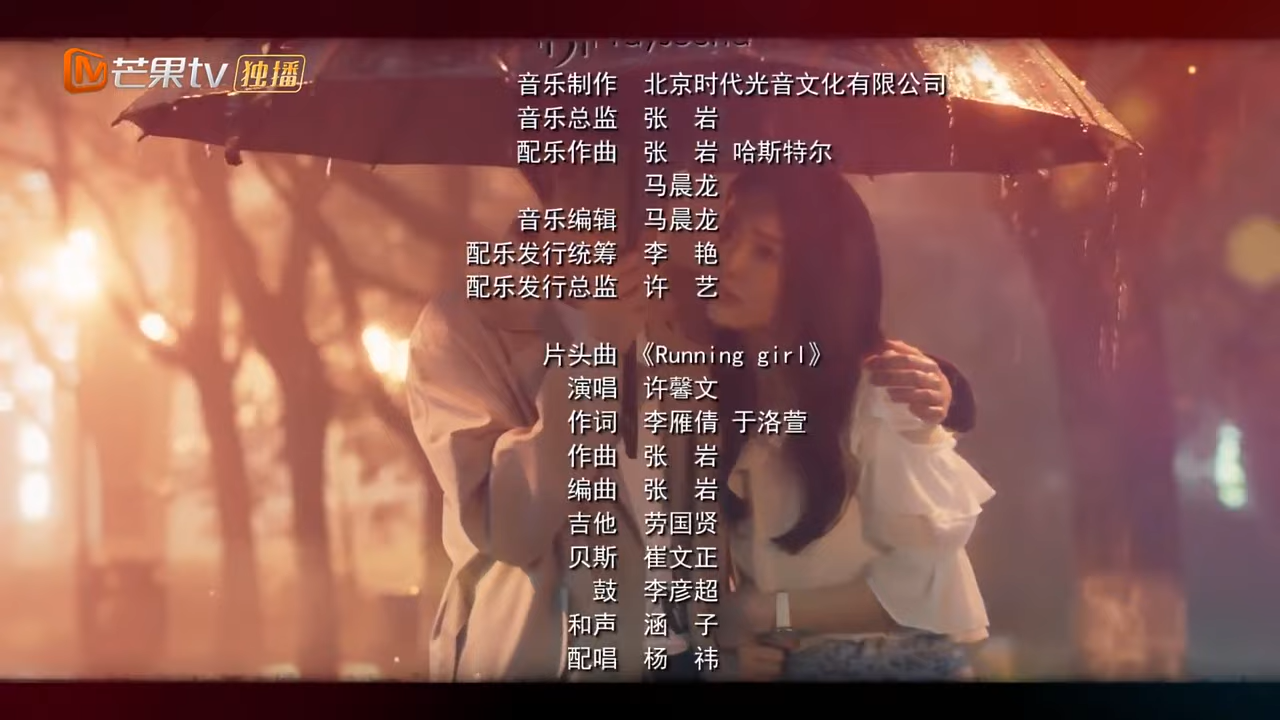 芒果tv 独播
音乐制作 北京时代光音文化有限公司
音乐总监 张 岩
配乐作曲 张 岩 哈斯特尔
马晨龙
音乐编辑 马晨龙
配乐发行统筹 李 艳
配乐发行总监 许 艺
片头曲 《Running girl》
演唱 许馨文
作词 李雁倩 于洛萱
作曲 张 岩
编曲 张 岩
吉他 劳国贤
贝斯 崔文正
鼓 李彦超
和声 涵 子
配唱 杨 祎